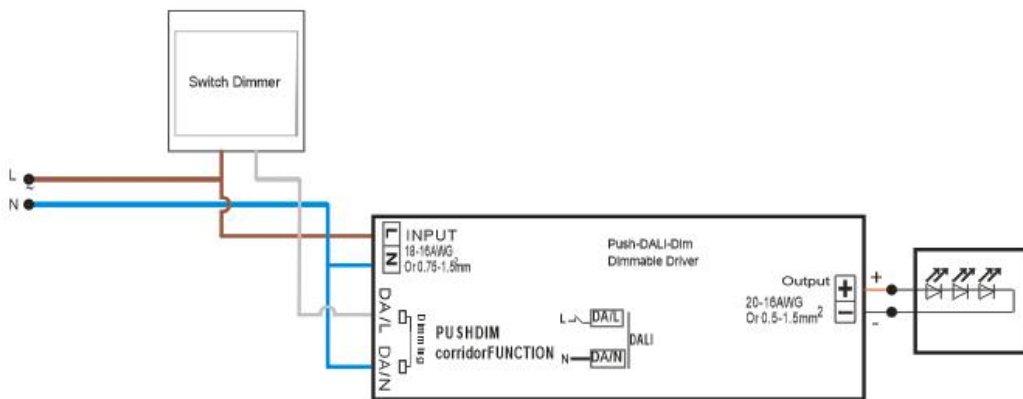 Switch Dimmer
L
~
N
L
N
INPUT
18-16AWG
Or 0.75-1.5mm²
DA/L
DA/N
Dimming
PUSHDIM
corridorFUNCTION
Push-DALI-Dim
Dimmable Driver
L
DA/L
N
DA/N
DALI
Output
20-16AWG
Or 0.5-1.5mm²
+
−
+
-